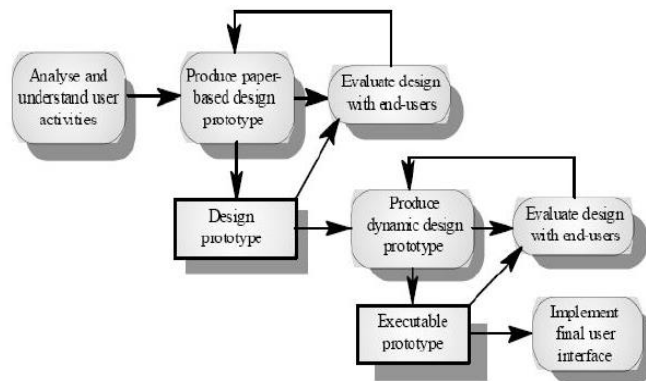 Analyse and
understand user
activities
Produce paper-
based design
prototype
Evaluate design
with end-users
Design
prototype
Produce
dynamic design
prototype
Evaluate design
with end-users
Executable
prototype
Implement
final user
interface